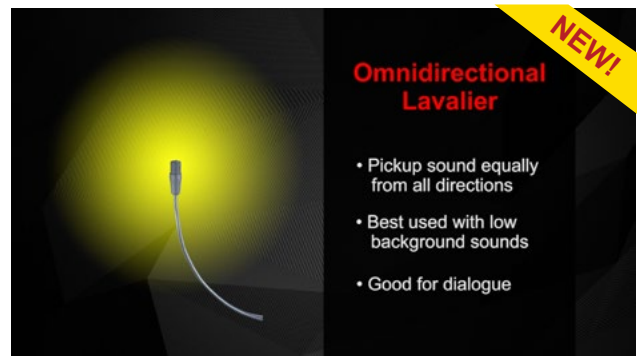 NEW!
Omnidirectional
Lavalier
• Pickup sound equally
from all directions
• Best used with low
background sounds
• Good for dialogue